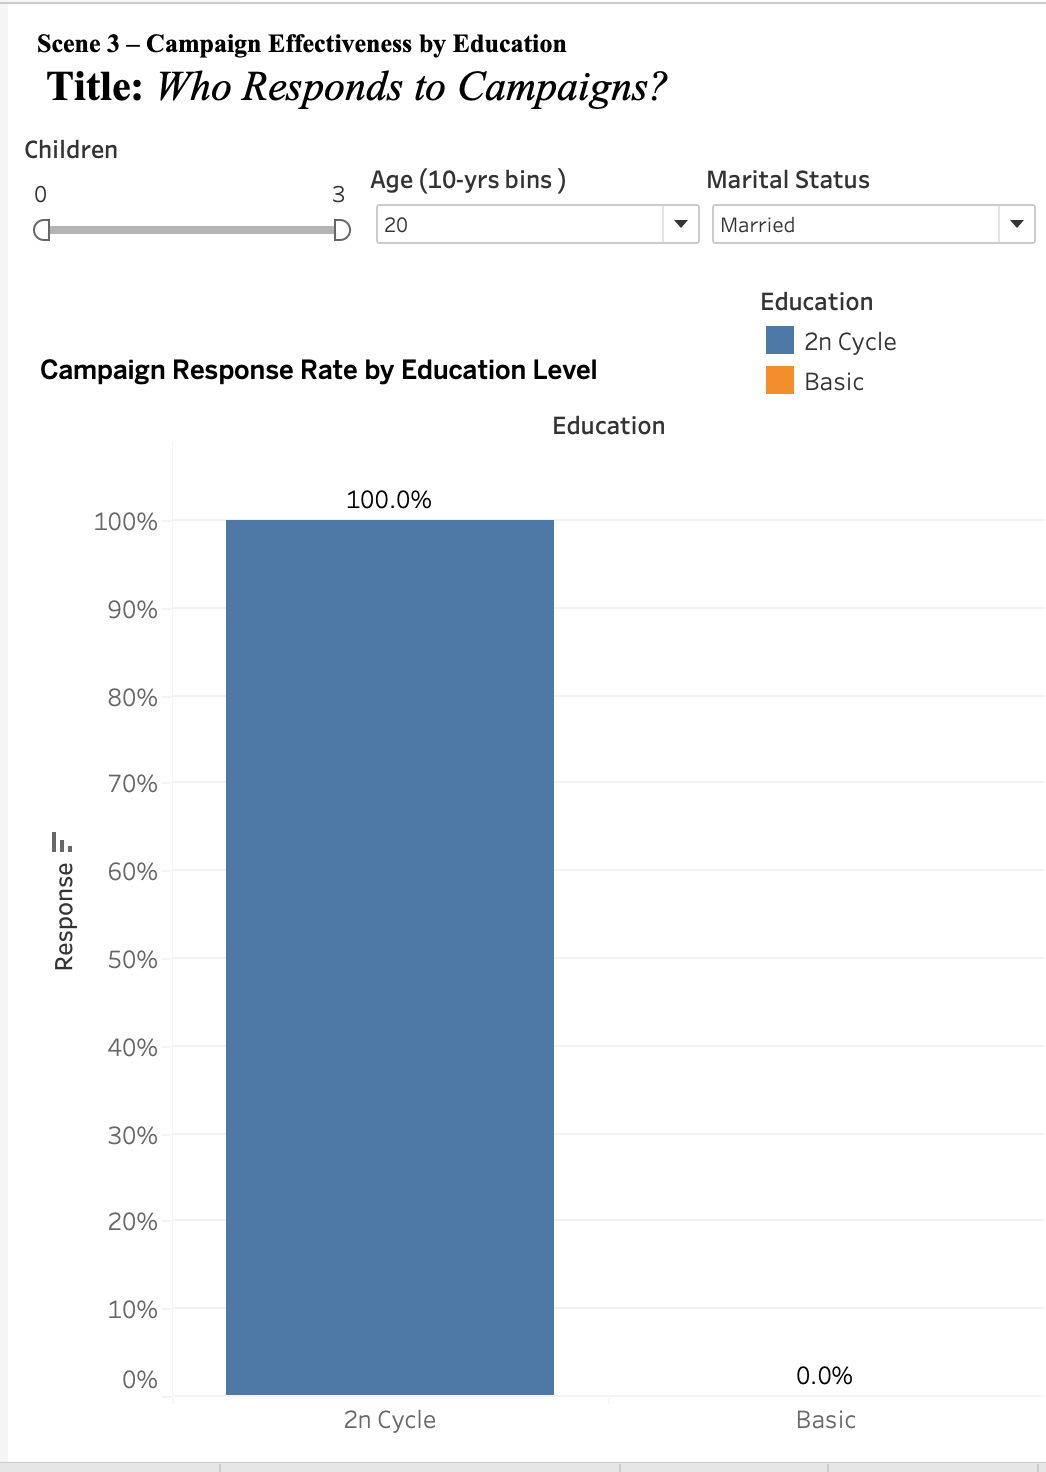 Scene 3 – Campaign Effectiveness by Education
Title: Who Responds to Campaigns?
Children
0 3
Age (10-yrs bins )
20
Marital Status
Married
Education
2n Cycle
Basic
Campaign Response Rate by Education Level
Education
100.0%
100%
90%
80%
70%
60%
50%
40%
30%
20%
10%
0%
Response
0.0%
2n Cycle Basic